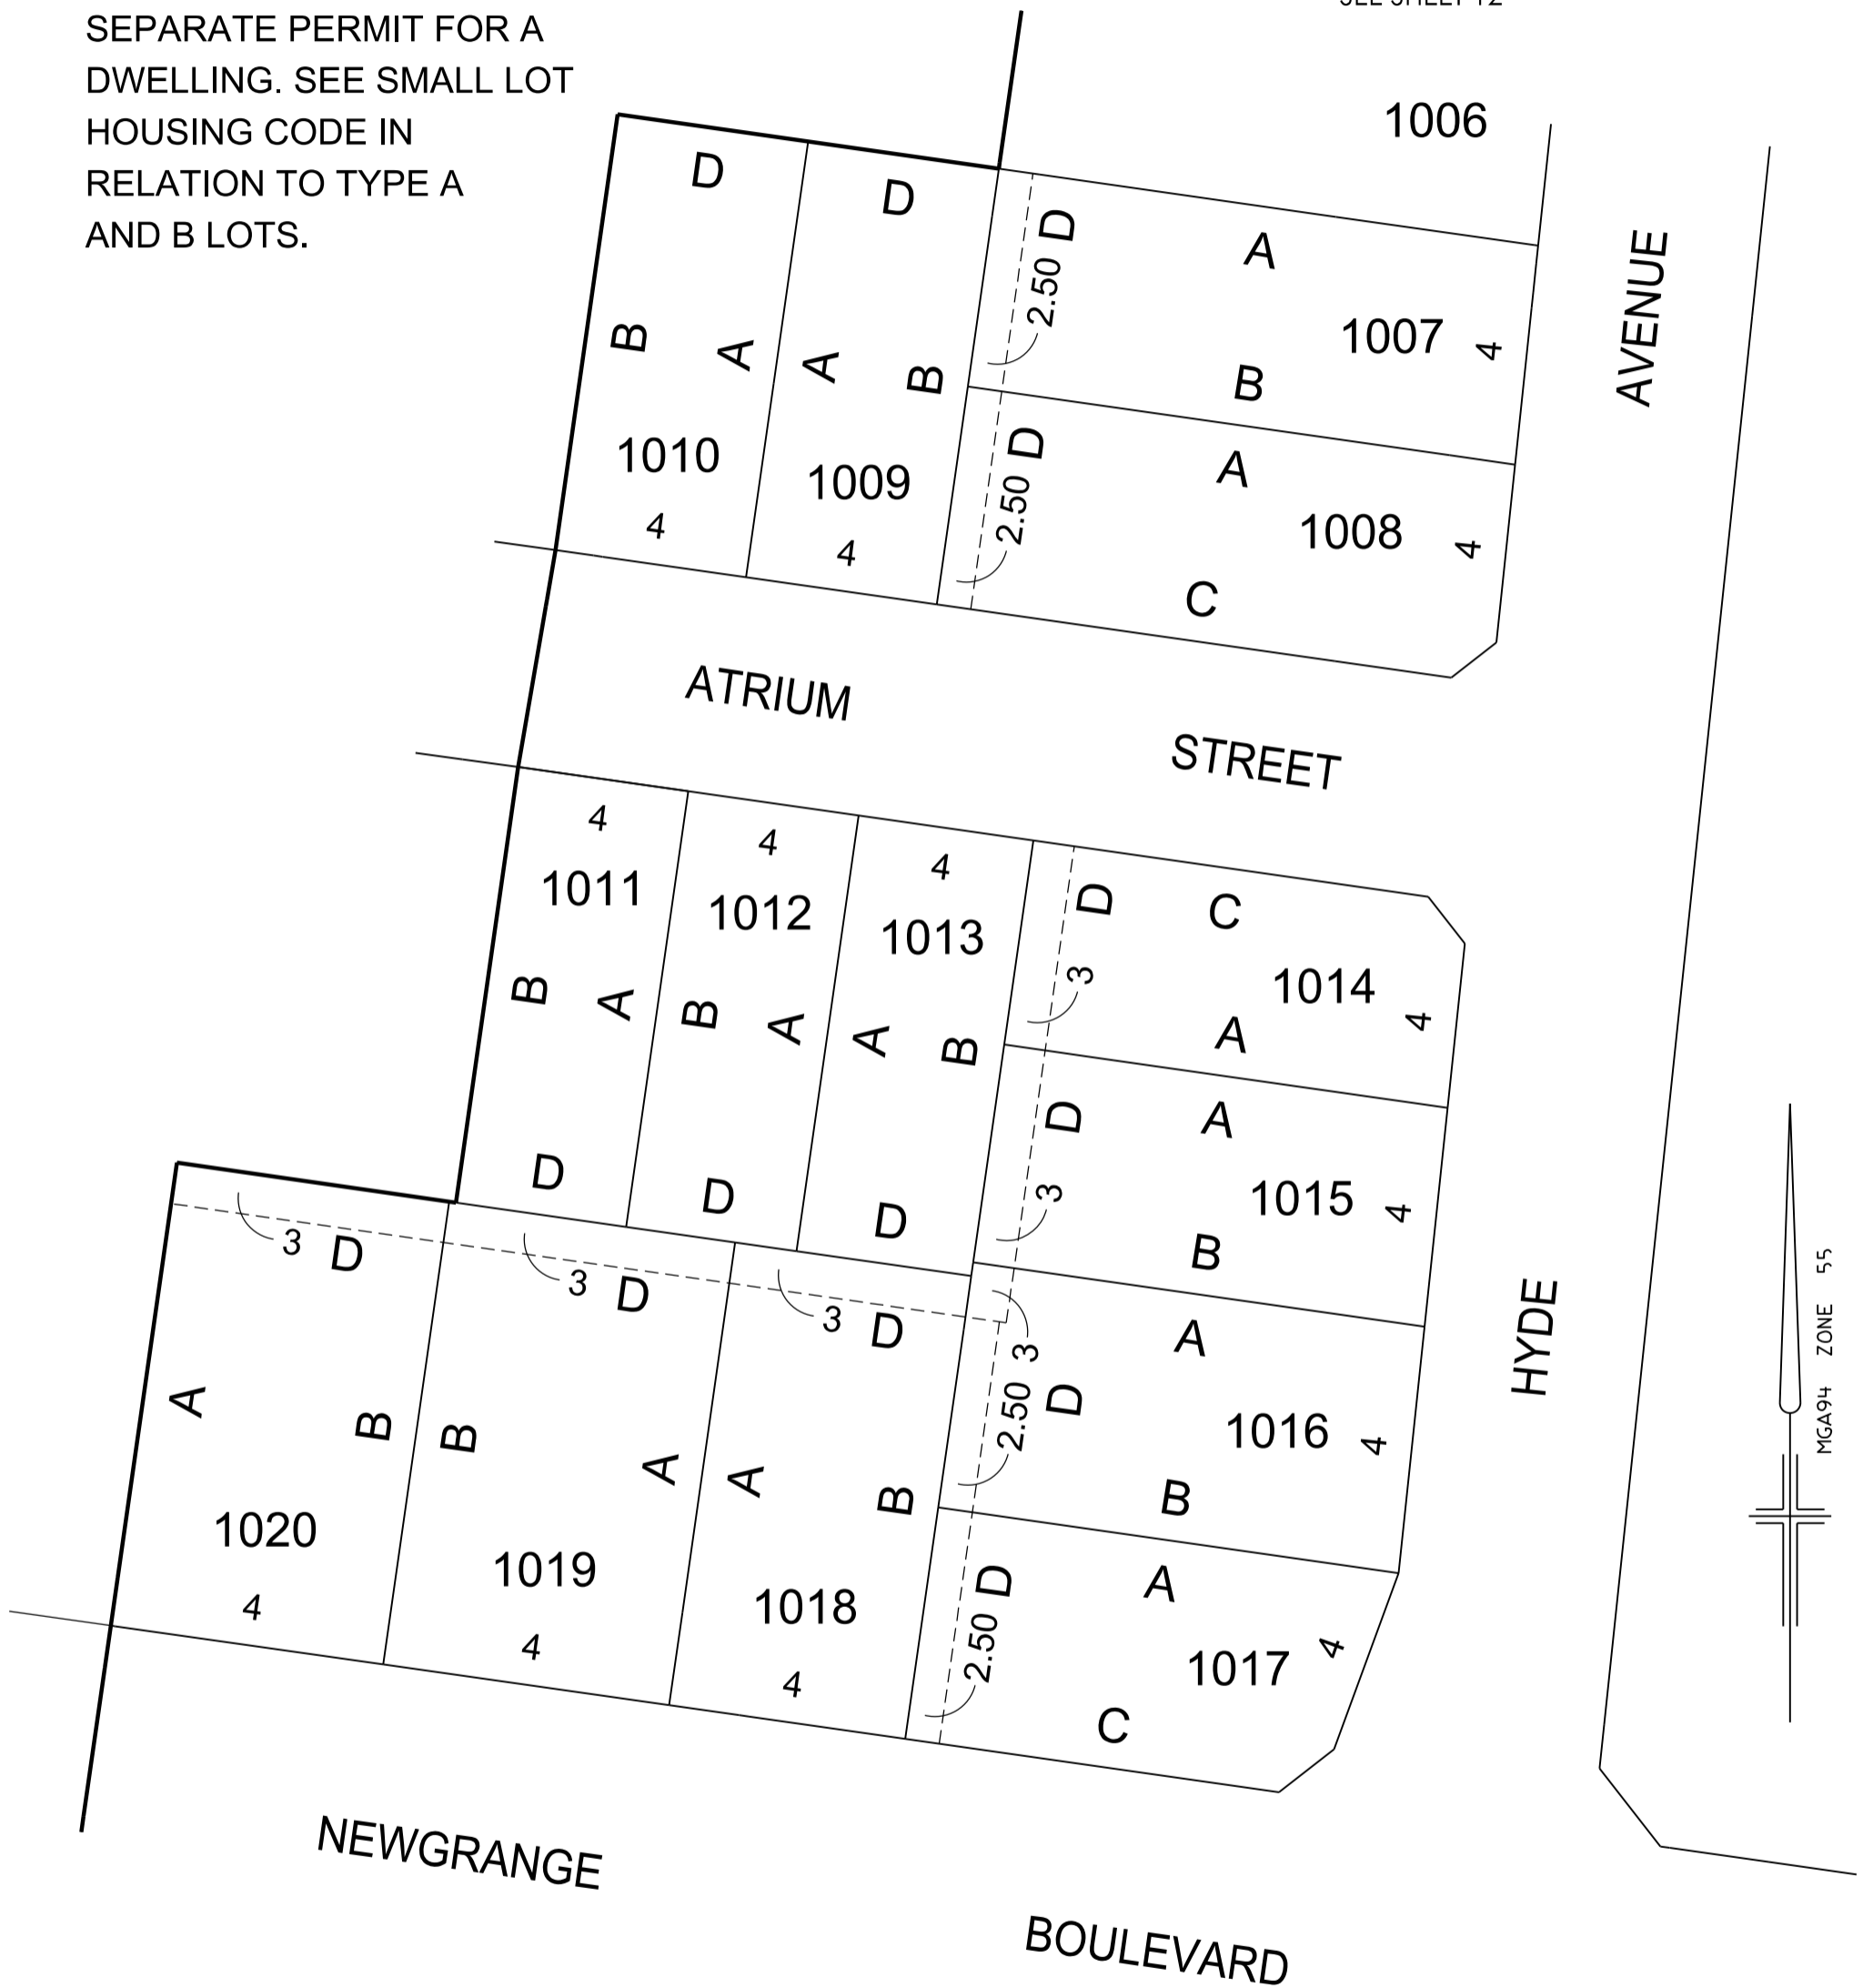 SEE SHEET 12
SEPARATE PERMIT FOR A
DWELLING. SEE SMALL LOT
HOUSING CODE IN
RELATION TO TYPE A
AND B LOTS.
1006
D
D
2.50 D
A
1007
4
B
B
A
A
B
1010
4
1009
4
2.50 D
A
1008
4
C
AVENUE
ATRIUM
STREET
4
1011
B
A
D
4
1012
B
A
D
4
1013
A
B
D
D
3
C
1014
4
A
D
3
A
1015
4
B
3 D
A
B
1020
4
3 D
B
A
1019
4
3 D
A
B
1018
4
2.50 3
D
A
1016
4
B
2.50 D
A
1017
4
C
HYDE
MGA94 ZONE 55
NEWGRANGE
BOULEVARD